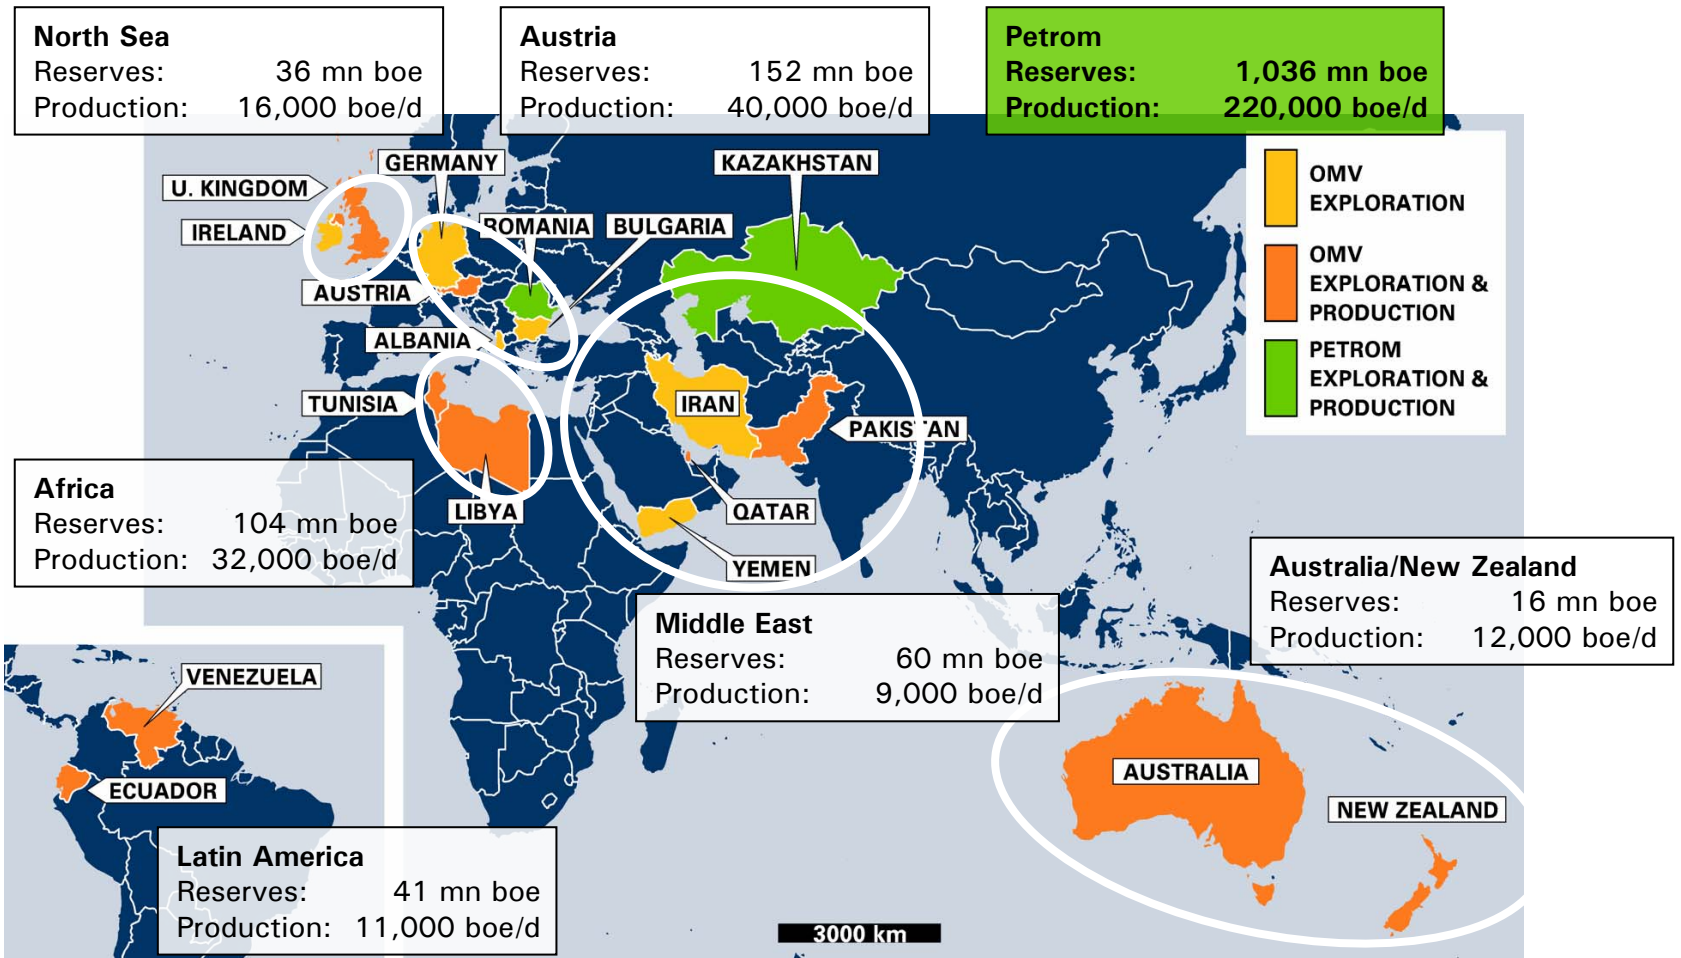 North Sea
Reserves: 36 mn boe
Production: 16,000 boe/d
Austria
Reserves: 152 mn boe
Production: 40,000 boe/d
Petrom
Reserves: 1,036 mn boe
Production: 220,000 boe/d
GERMANY
KAZAKHSTAN
U. KINGDOM
IRELAND
ROMANIA
BULGARIA
AUSTRIA
ALBANIA
TUNISIA
IRAN
PAKISTAN
LIBYA
QATAR
YEMEN
OMV
EXPLORATION
OMV
EXPLORATION &
PRODUCTION
PETROM
EXPLORATION &
PRODUCTION
Africa
Reserves: 104 mn boe
Production: 32,000 boe/d
Middle East
Reserves: 60 mn boe
Production: 9,000 boe/d
Australia/New Zealand
Reserves: 16 mn boe
Production: 12,000 boe/d
VENEZUELA
ECUADOR
AUSTRALIA
NEW ZEALAND
Latin America
Reserves: 41 mn boe
Production: 11,000 boe/d
3000 km